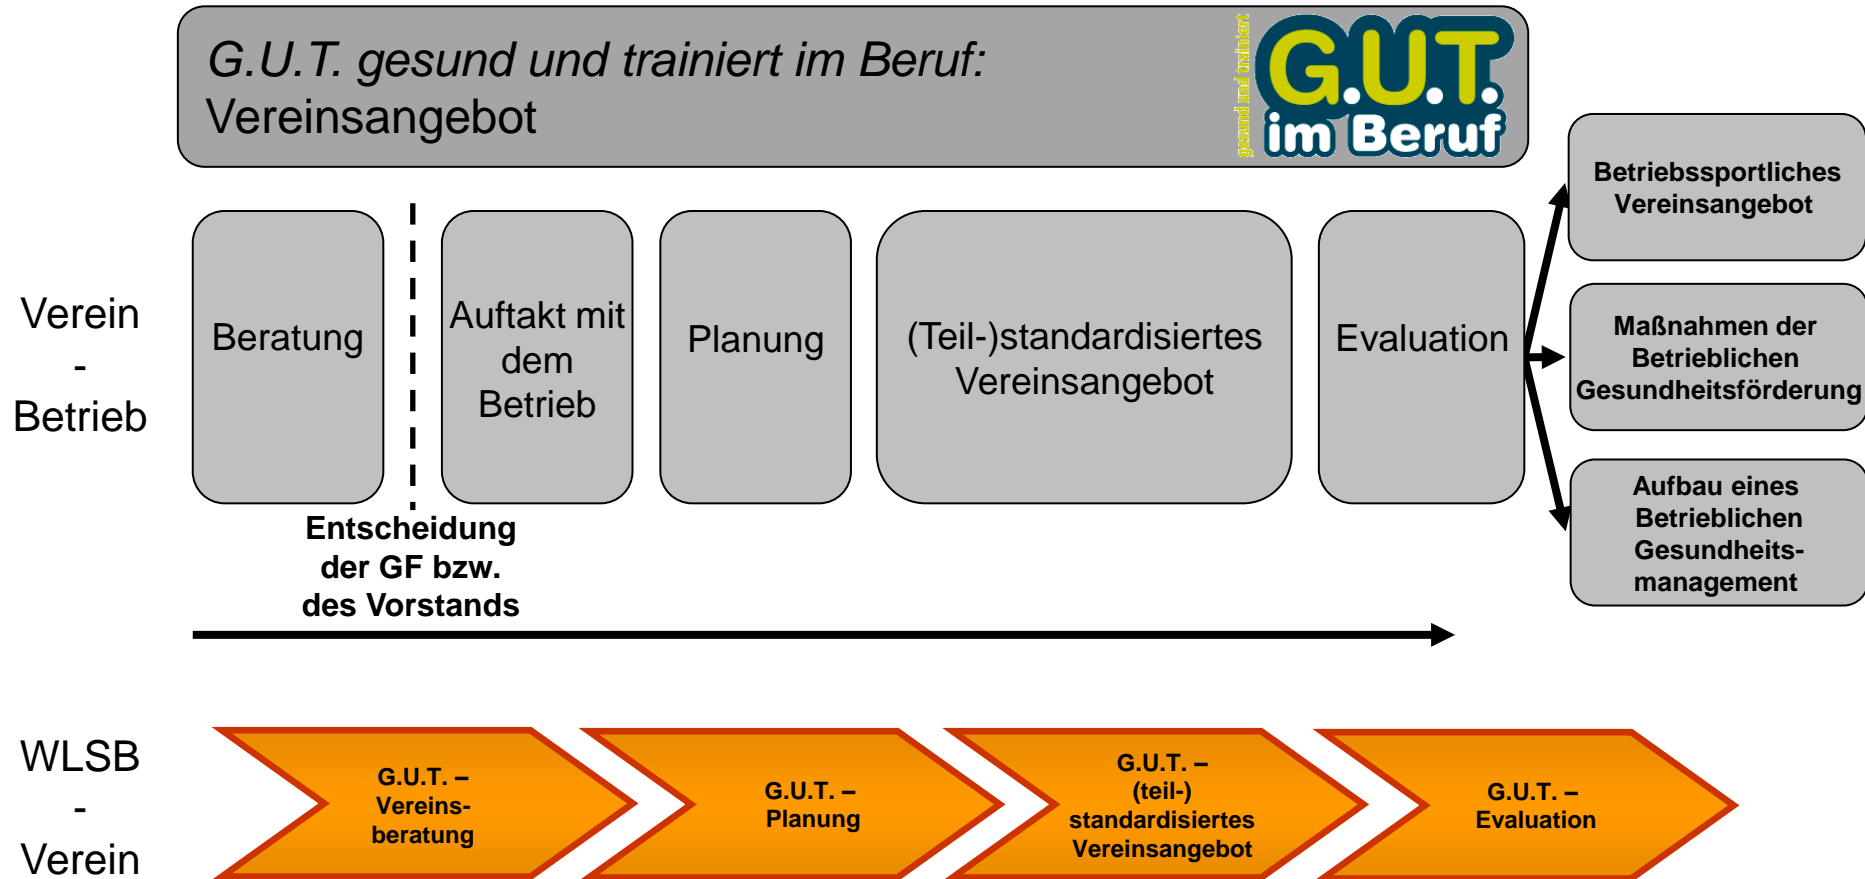 G.U.T. gesund und trainiert im Beruf:
Vereinsangebot
gesund und trainiert
G.U.T.
im Beruf
Verein
-
Betrieb
Beratung
Entscheidung
der GF bzw.
des Vorstands
Auftakt mit
dem
Betrieb
Planung
(Teil-)standardisiertes
Vereinsangebot
Evaluation
Betriebssportliches
Vereinsangebot
Maßnahmen der
Betrieblichen
Gesundheitsförderung
Aufbau eines
Betrieblichen
Gesundheits-
management
WLSB
-
Verein
G.U.T. –
Vereins-
beratung
G.U.T. –
Planung
G.U.T. –
(teil-)
standardisiertes
Vereinsangebot
G.U.T. –
Evaluation